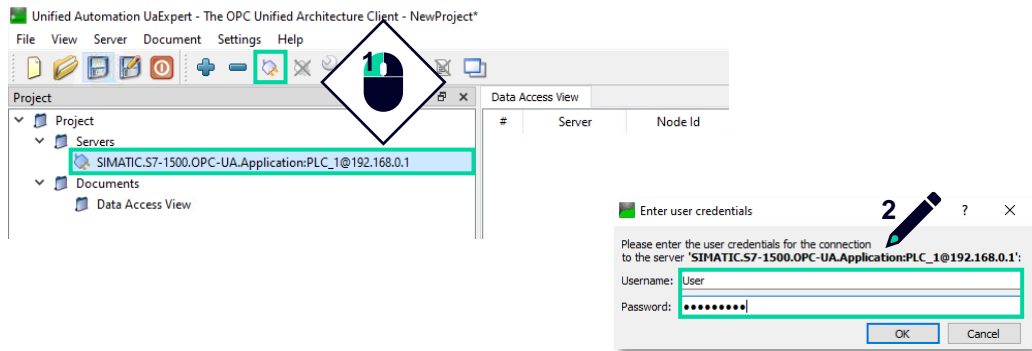 Unified Automation UaExpert - The OPC Unified Architecture Client - NewProject*
File View Server Document Settings Help
1
Project
Data Access View
# Server Node Id
Project
Servers
SIMATIC.S7-1500.OPC-UA.Application:PLC_1@192.168.0.1
Documents
Data Access View
Enter user credentials
2
?
Please enter the user credentials for the connection
to the server 'SIMATIC.S7-1500.OPC-UA.Application:PLC_1@192.168.0.1':
Username: User
Password: •••••••••
OK Cancel